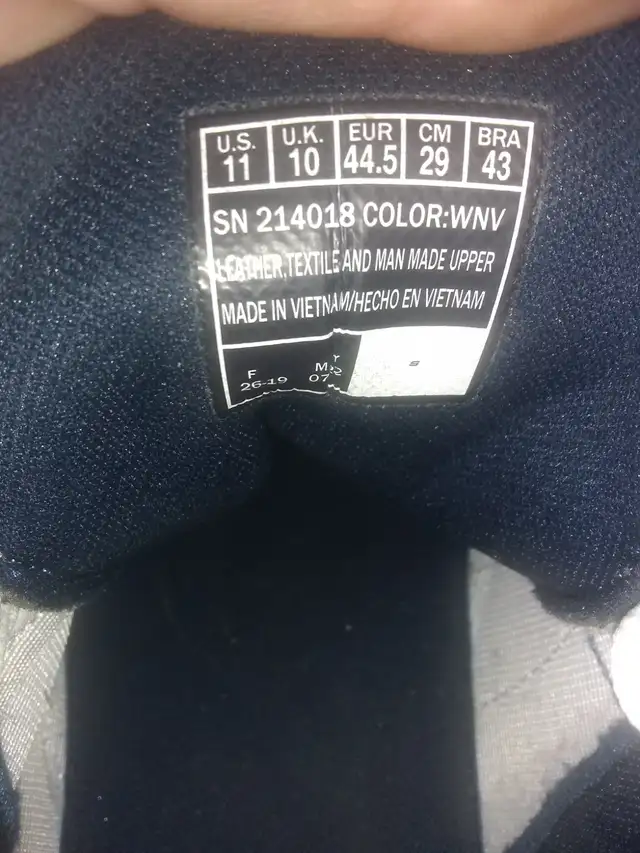 U.S. U.K. EUR CM BRA
11 10 44.5 29 43
SN 214018 COLOR:WNV
LEATHER,TEXTILE AND MAN MADE UPPER
MADE IN VIETNAM/HECHO EN VIETNAM
F M Y
26-19 07